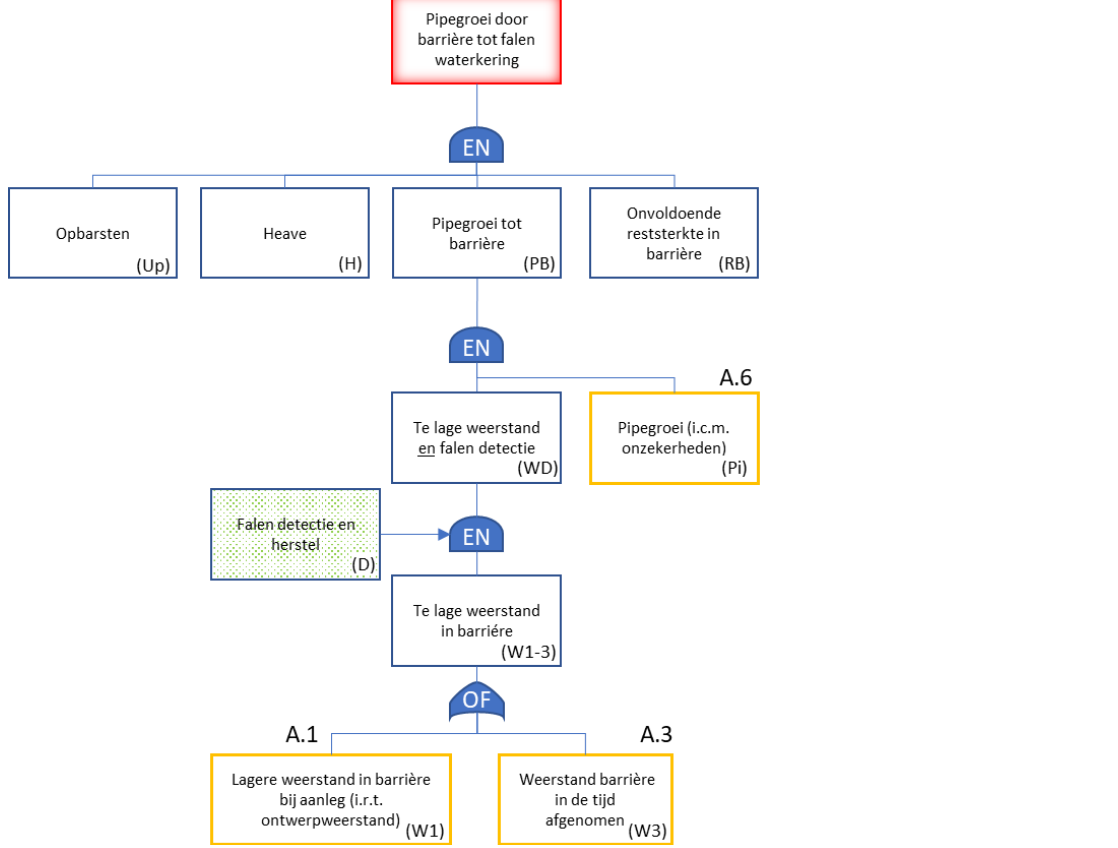 Pipegroei door
barrière tot falen
waterkering
EN
Opbarsten
(Up)
Heave
(H)
Pipegroei tot
barrière
(PB)
Onvoldoende
reststerkte in
barrière
(RB)
EN
A.6
Te lage weerstand
en falen detectie
(WD)
Pipegroei (i.c.m.
onzekerheden)
(Pi)
Falen detectie en
herstel
(D)
EN
Te lage weerstand
in barriére
(W1-3)
OF
A.1
A.3
Lagere weerstand in barrière
bij aanleg (i.r.t.
ontwerpweerstand)
(W1)
Weerstand barrière
in de tijd
afgenomen
(W3)